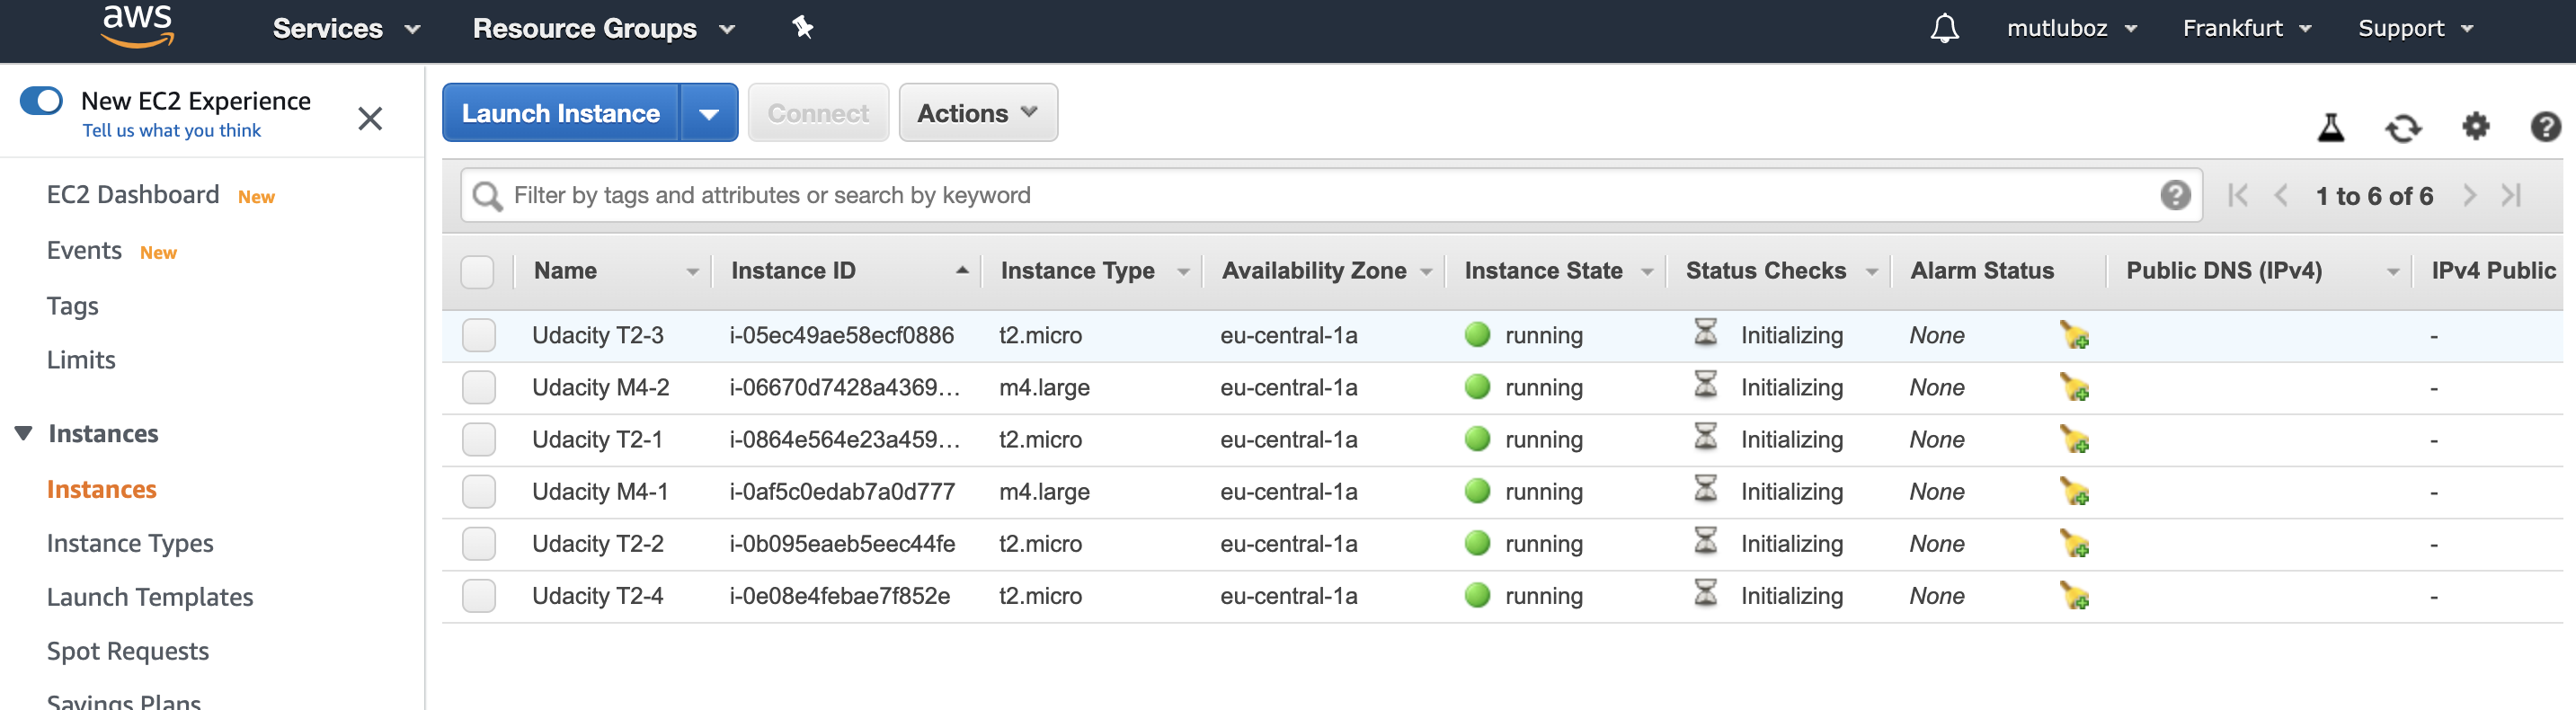 aws Services Resource Groups mutluboz Frankfurt Support
New EC2 Experience
Tell us what you think
EC2 Dashboard New
Events New
Tags
Limits
Instances
Instances
Instance Types
Launch Templates
Spot Requests
Savings Plans
Launch Instance Connect Actions
Filter by tags and attributes or search by keyword ? 1 to 6 of 6
Name Instance ID Instance Type Availability Zone Instance State Status Checks Alarm Status Public DNS (IPv4) IPv4 Public
Udacity T2-3 i-05ec49ae58ecf0886 t2.micro eu-central-1a running Initializing None -
Udacity M4-2 i-06670d7428a4369... m4.large eu-central-1a running Initializing None -
Udacity T2-1 i-0864e564e23a459... t2.micro eu-central-1a running Initializing None -
Udacity M4-1 i-0af5c0edab7a0d777 m4.large eu-central-1a running Initializing None -
Udacity T2-2 i-0b095eaeb5eec44fe t2.micro eu-central-1a running Initializing None -
Udacity T2-4 i-0e08e4febae7f852e t2.micro eu-central-1a running Initializing None -